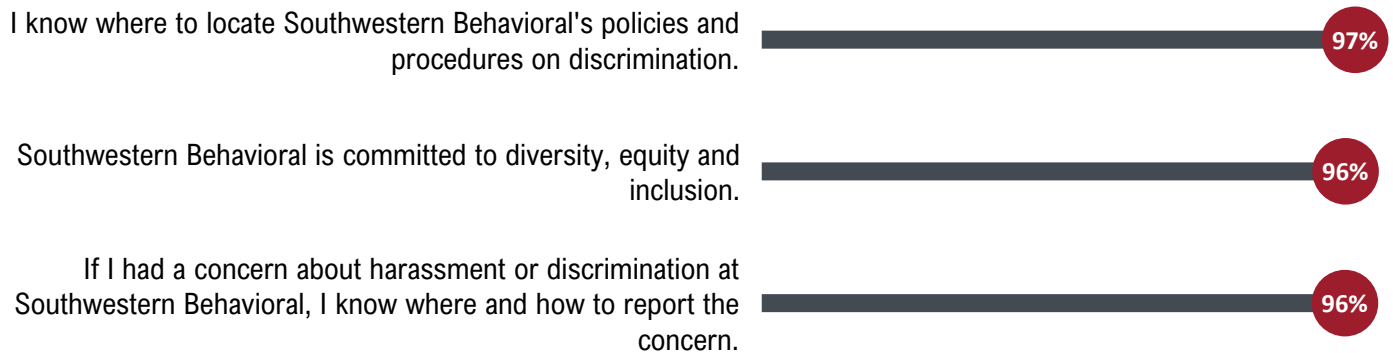 I know where to locate Southwestern Behavioral's policies and
procedures on discrimination.
97%
Southwestern Behavioral is committed to diversity, equity and
inclusion.
96%
If I had a concern about harassment or discrimination at
Southwestern Behavioral, I know where and how to report the
concern.
96%